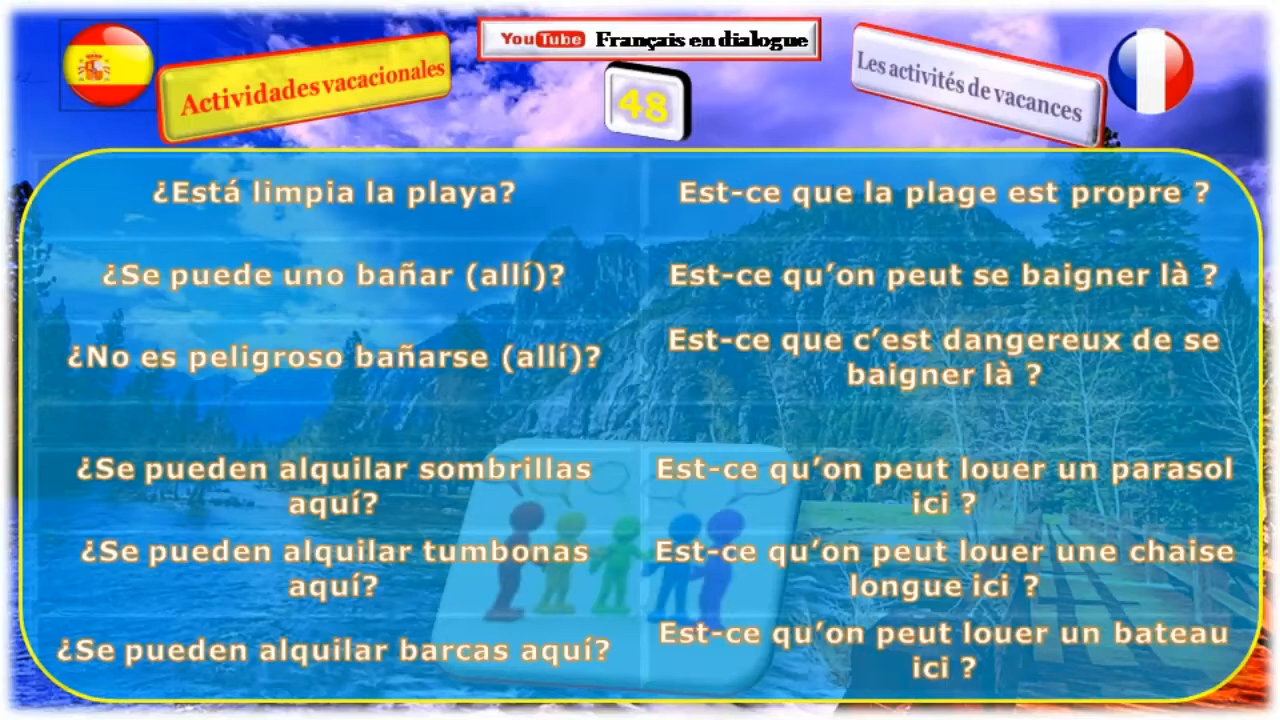 Actividades vacacionales
YouTube Français en dialogue
48
Les activités de vacances
¿Está limpia la playa?
Est-ce que la plage est propre ?
¿Se puede uno bañar (allí)?
Est-ce qu’on peut se baigner là ?
¿No es peligroso bañarse (allí)?
Est-ce que c’est dangereux de se
baigner là ?
¿Se pueden alquilar sombrillas
aquí?
Est-ce qu’on peut louer un parasol
ici ?
¿Se pueden alquilar tumbonas
aquí?
Est-ce qu’on peut louer une chaise
longue ici ?
¿Se pueden alquilar barcas aquí?
Est-ce qu’on peut louer un bateau
ici ?